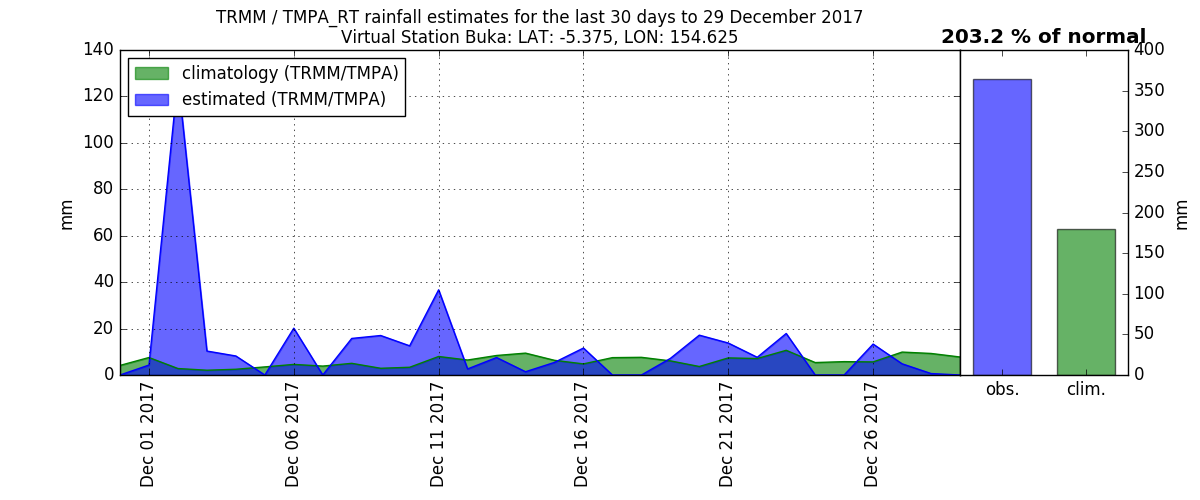 TRMM / TMPA_RT rainfall estimates for the last 30 days to 29 December 2017
Virtual Station Buka: LAT: -5.375, LON: 154.625
203.2 % of normal
climatology (TRMM/TMPA)
estimated (TRMM/TMPA)
mm
140
120
100
80
60
40
20
0
Dec 01 2017
Dec 06 2017
Dec 11 2017
Dec 16 2017
Dec 21 2017
Dec 26 2017
obs.
clim.
400
350
300
250
200
150
100
50
0
mm